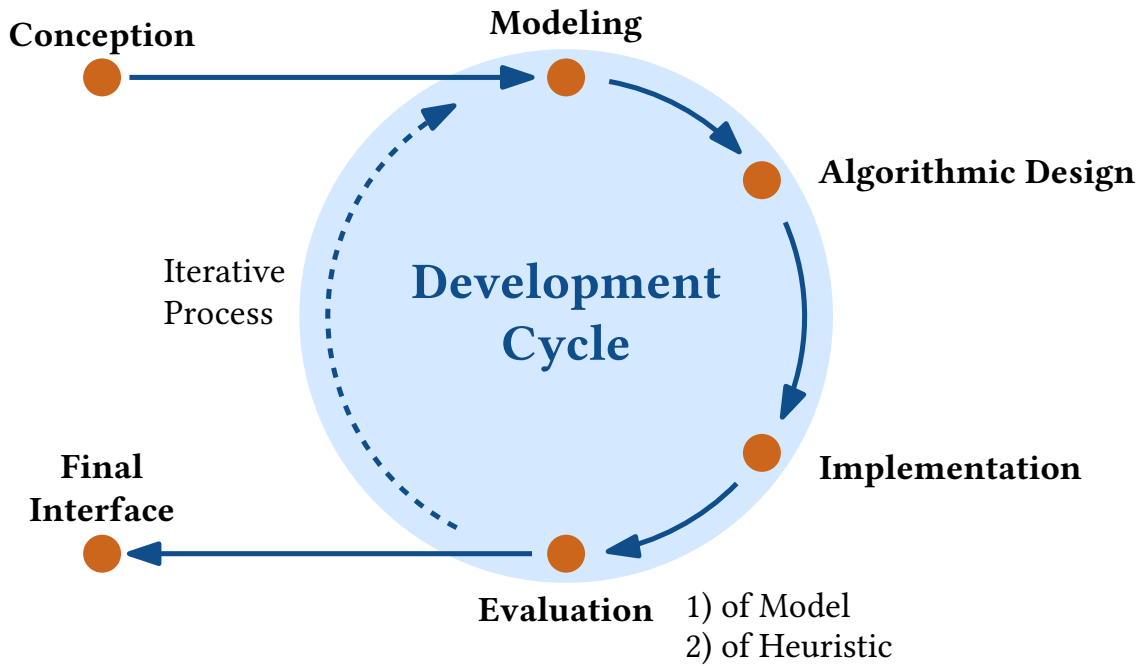 Conception
Modeling
Algorithmic Design
Iterative
Process
Development
Cycle
Final
Interface
Implementation
Evaluation
1) of Model
2) of Heuristic